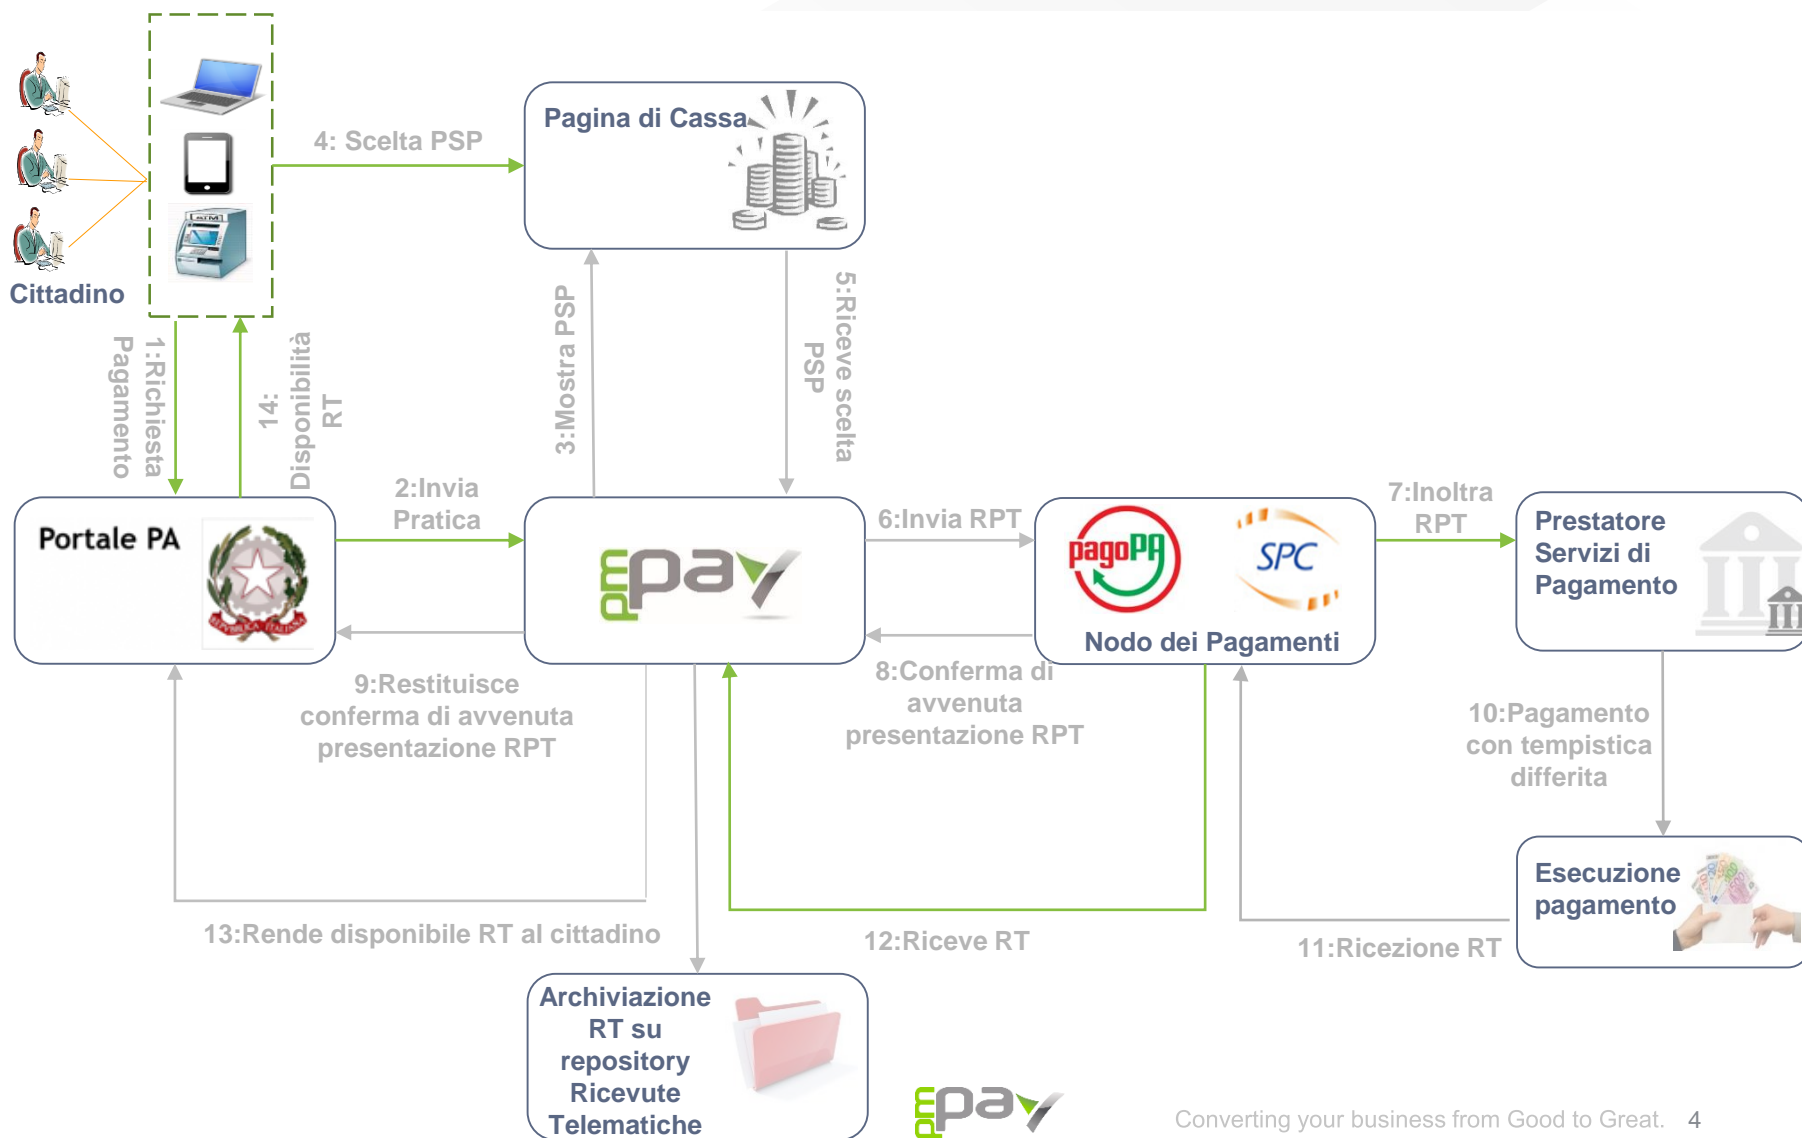 4: Scelta PSP
Pagina di Cassa
Cittadino
ATM
1:Richiesta
Pagamento
14:
Disponibilità
RT
3:Mostra PSP
5:Riceve scelta
PSP
Portale PA
REPVBBLICA ITALIANA
2:Invia
Pratica
pmpay
6:Invia RPT
pagoPA
SPC
Nodo dei Pagamenti
7:Inoltra
RPT
Prestatore
Servizi di
Pagamento
9:Restituisce
conferma di avvenuta
presentazione RPT
8:Conferma di
avvenuta
presentazione RPT
10:Pagamento
con tempistica
differita
Esecuzione
pagamento
13:Rende disponibile RT al cittadino
12:Riceve RT
11:Ricezione RT
Archiviazione
RT su
repository
Ricevute
Telematiche
pmpay
Converting your business from Good to Great. 4